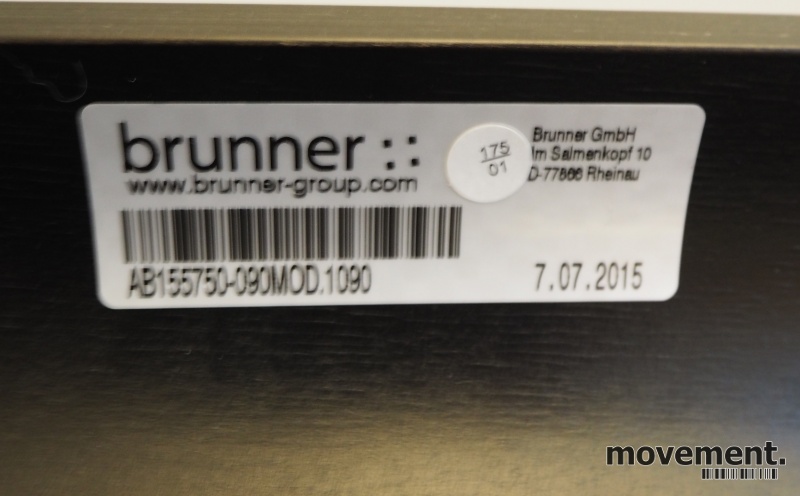 brunner ::
www.brunner-group.com
175
01
Brunner GmbH
Im Salmenkopf 10
Rheinau
AB155750-090MOD.1090
7.07.2015
movement.